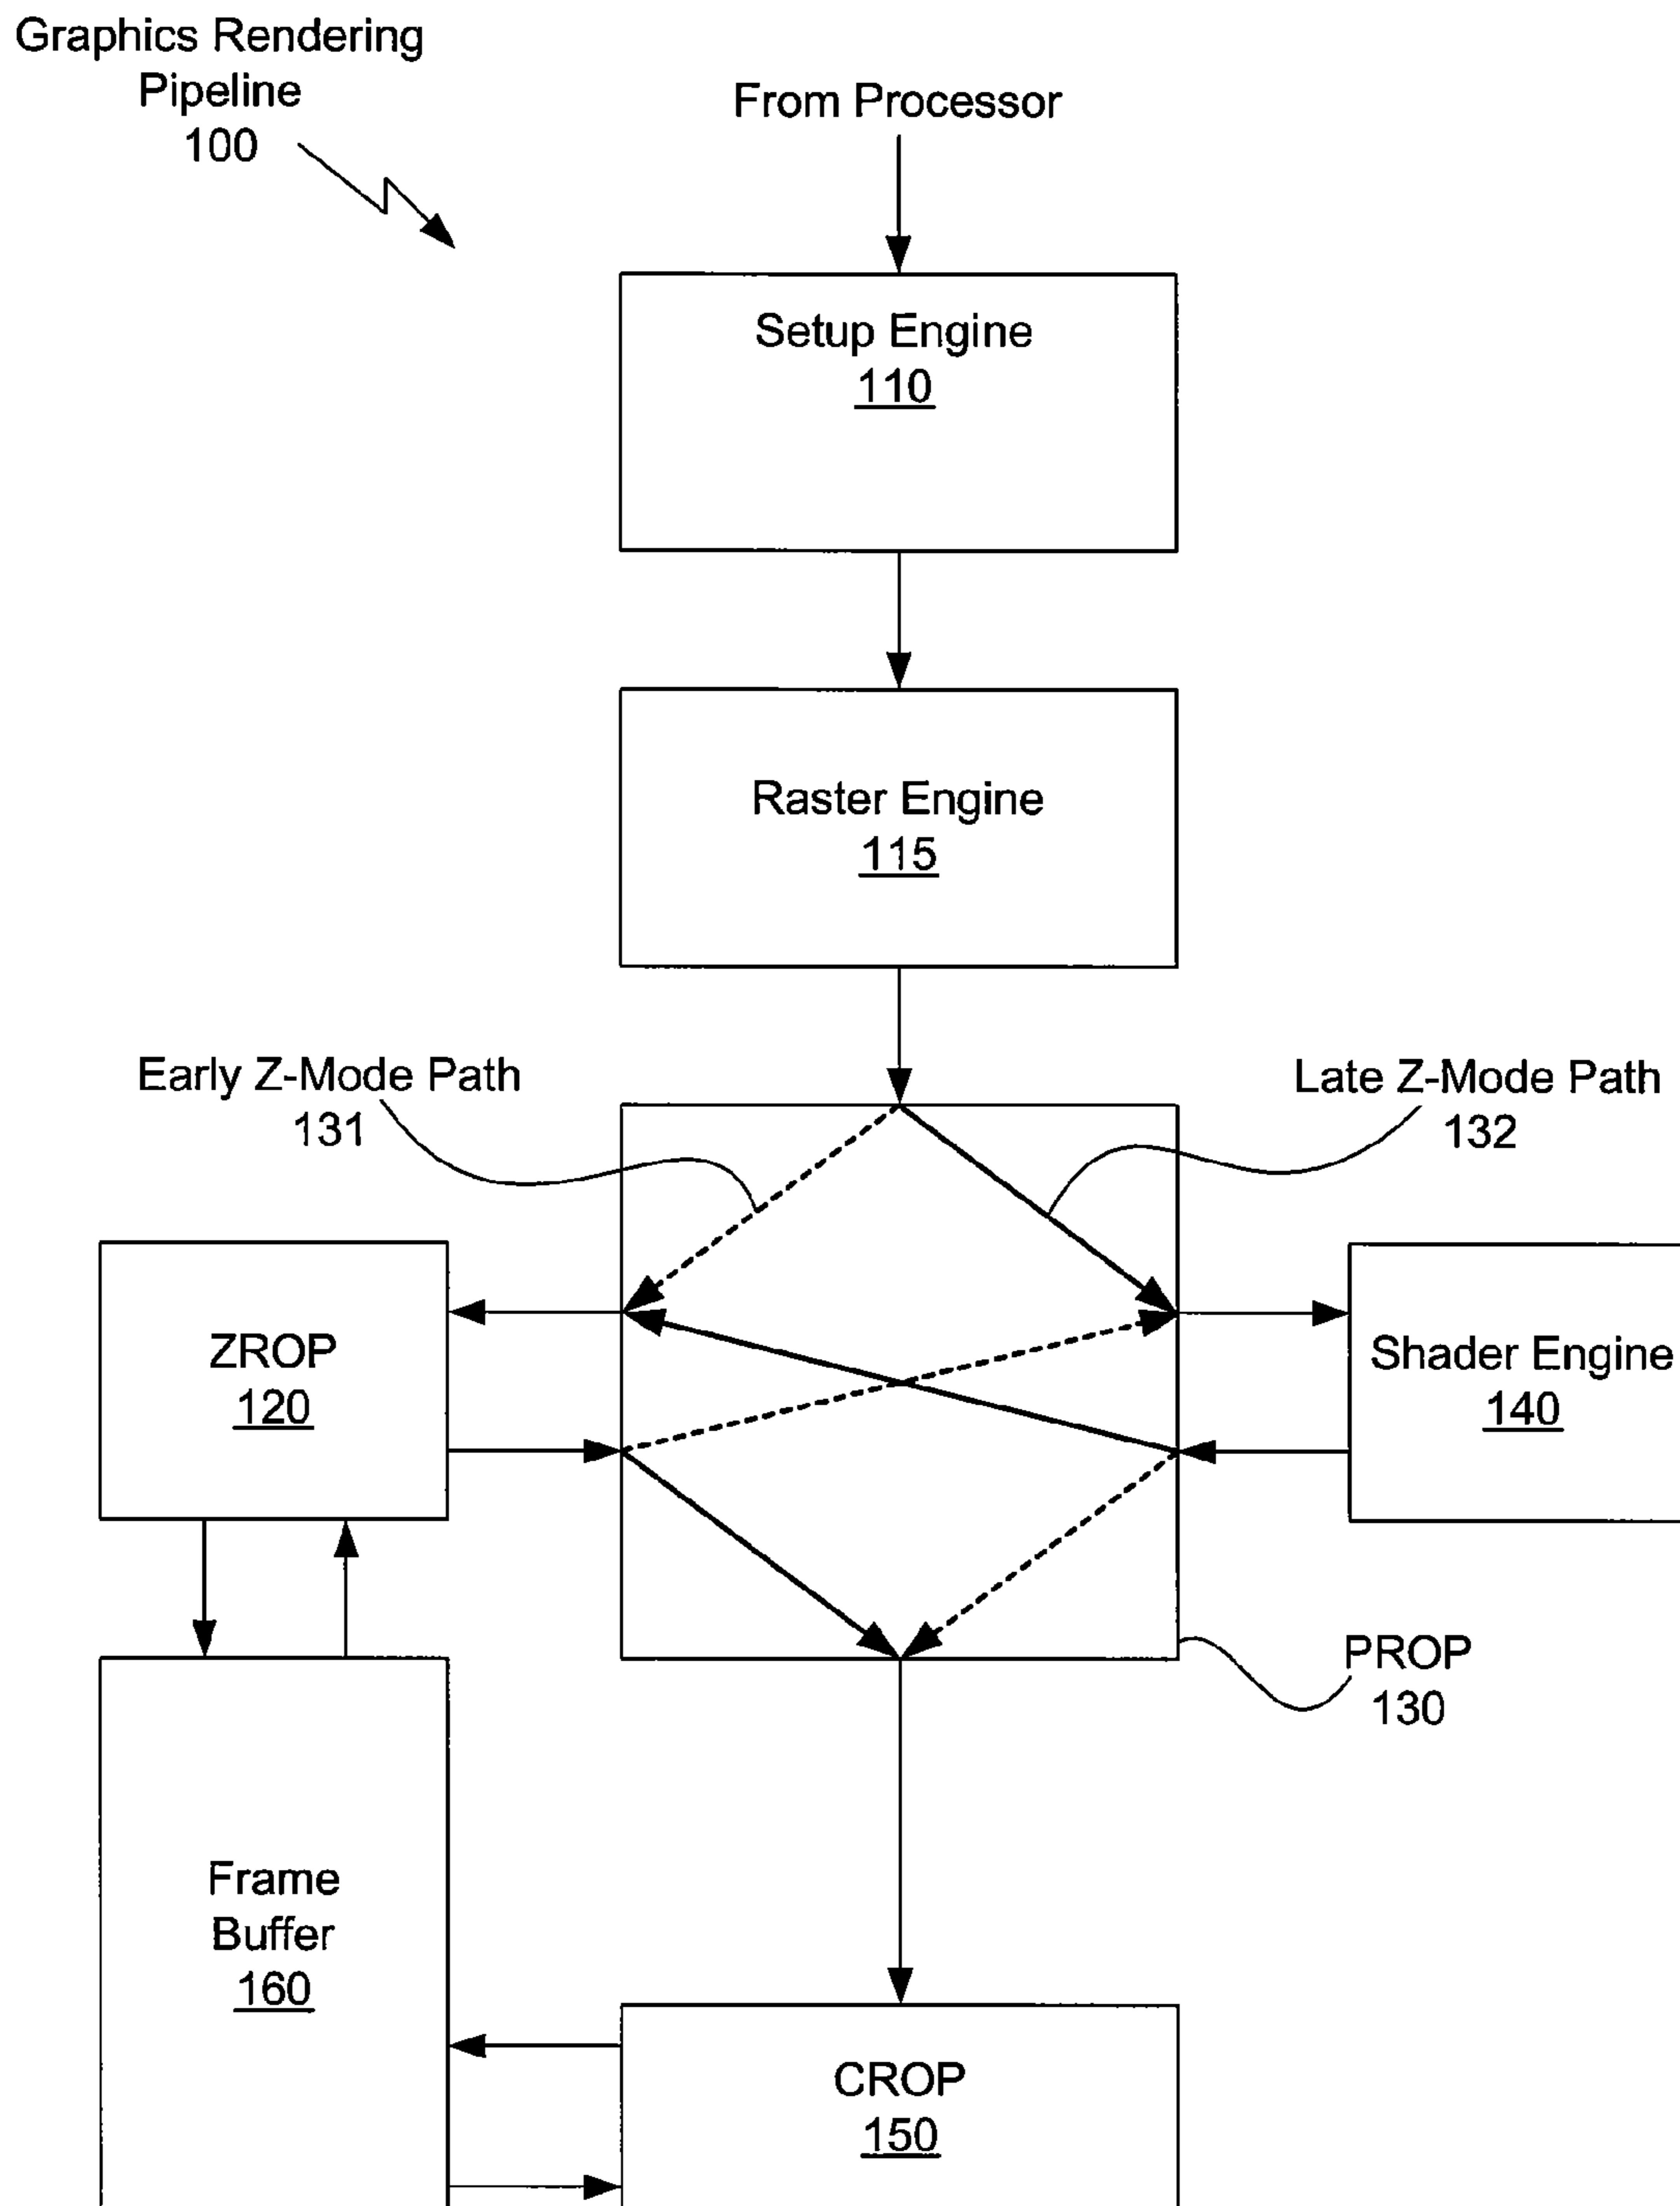 Graphics Rendering
Pipeline
100
From Processor
Setup Engine
110
Raster Engine
115
Early Z-Mode Path
131
Late Z-Mode Path
132
ZROP
120
Shader Engine
140
PROP
130
Frame
Buffer
160
CROP
150